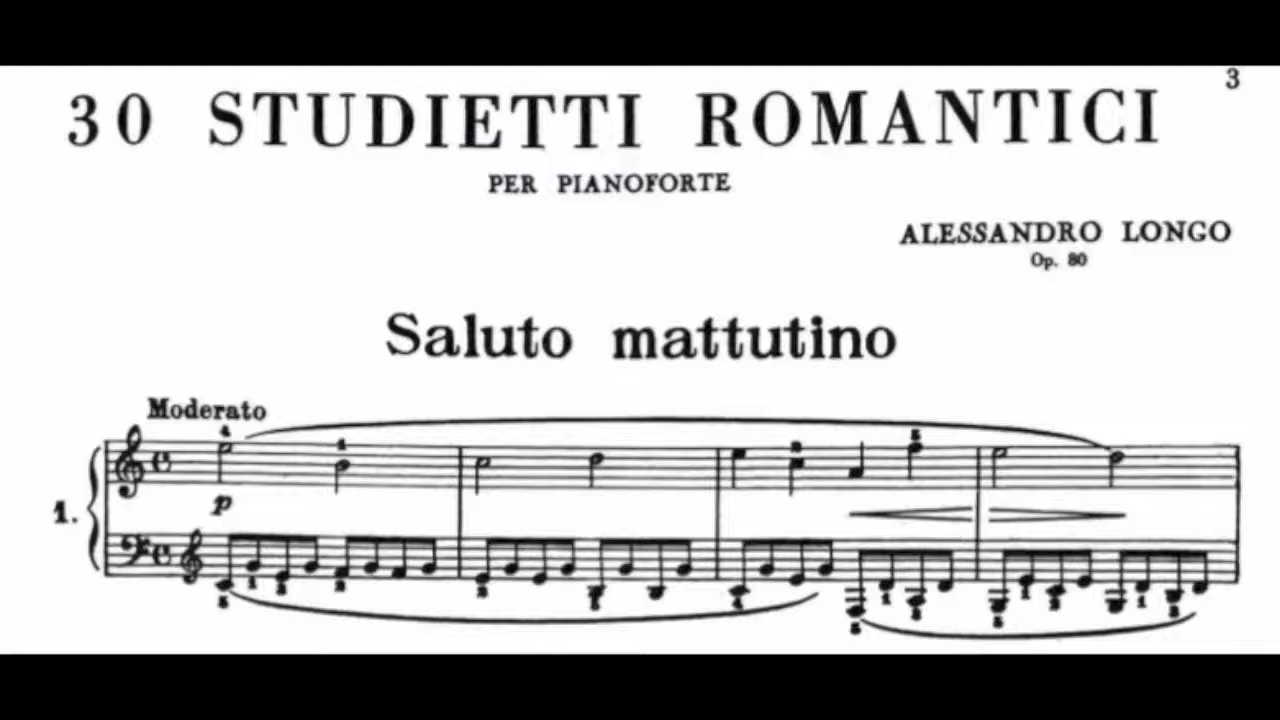 3
30 STUDIETTI ROMANTICI
PER PIANOFORTE
ALESSANDRO LONGO
Op. 80
Saluto mattutino
Moderato
1.
p